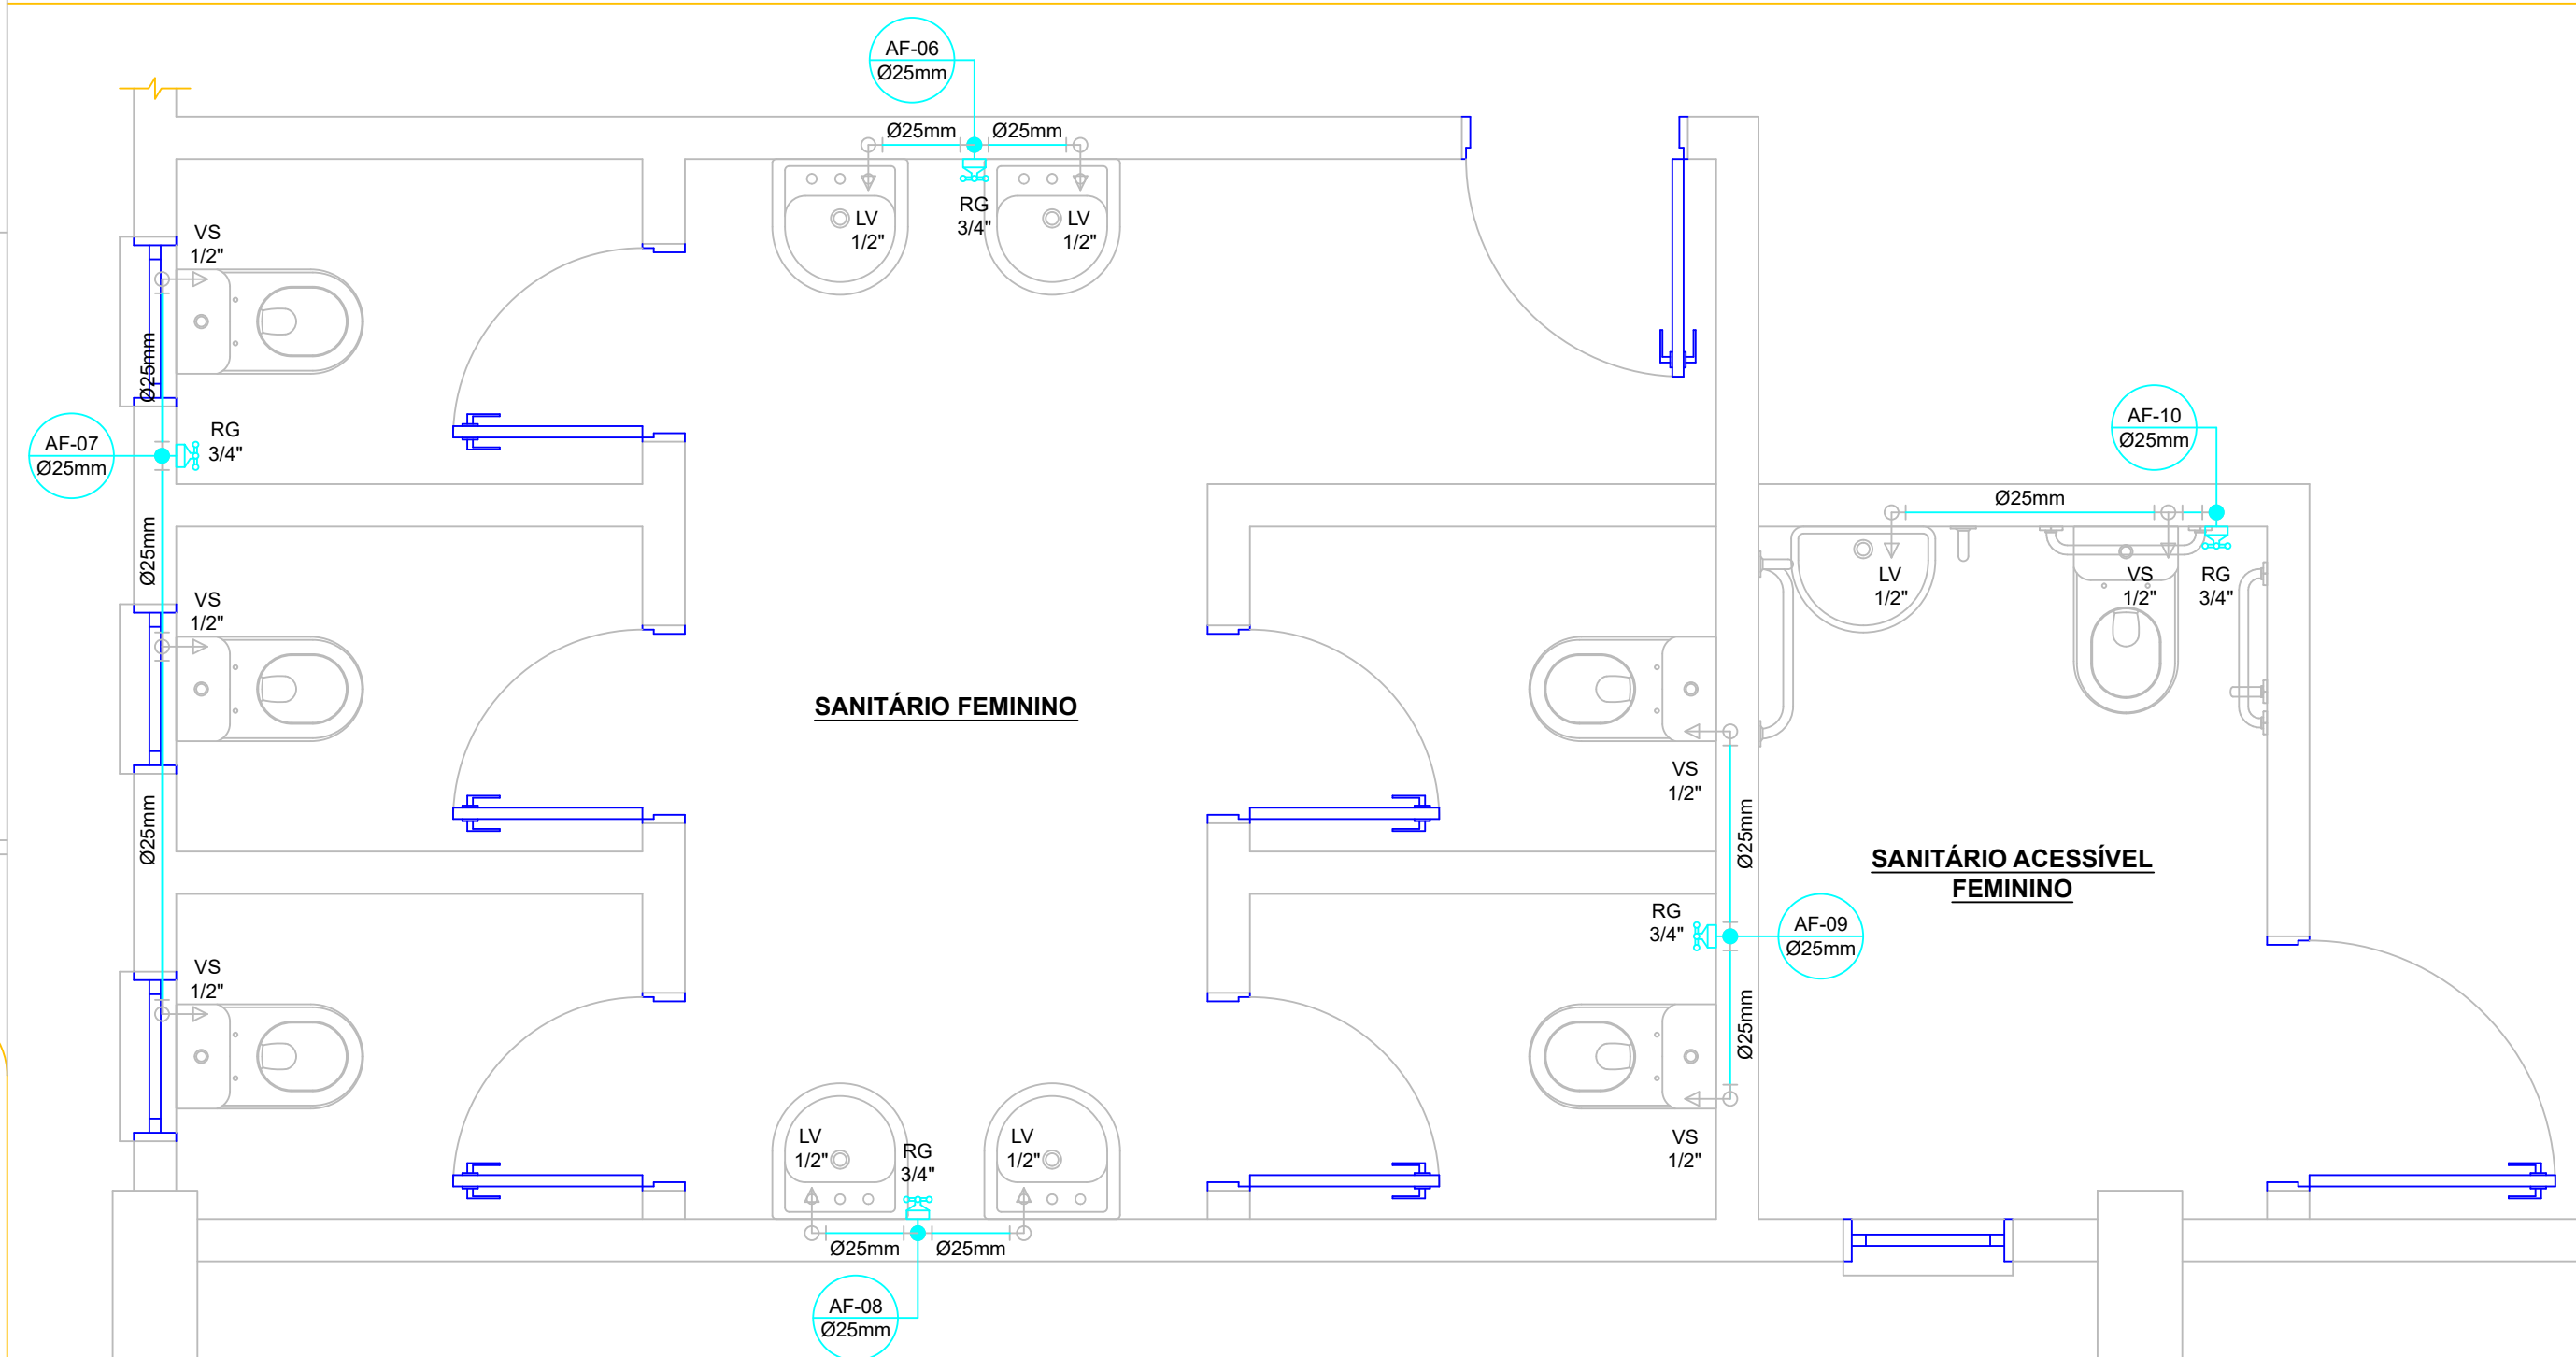 AF-06
Ø25mm
Ø25mm
Ø25mm
LV
1/2"
RG
3/4"
LV
1/2"
VS
1/2"
Ø25mm
AF-07
Ø25mm
RG
3/4"
Ø25mm
VS
1/2"
Ø25mm
VS
1/2"
SANITÁRIO FEMININO
VS
1/2"
Ø25mm
RG
3/4"
AF-09
Ø25mm
Ø25mm
VS
1/2"
LV
1/2"
RG
3/4"
LV
1/2"
Ø25mm
Ø25mm
AF-08
Ø25mm
AF-10
Ø25mm
Ø25mm
LV
1/2"
VS
1/2"
RG
3/4"
SANITÁRIO ACESSÍVEL
FEMININO